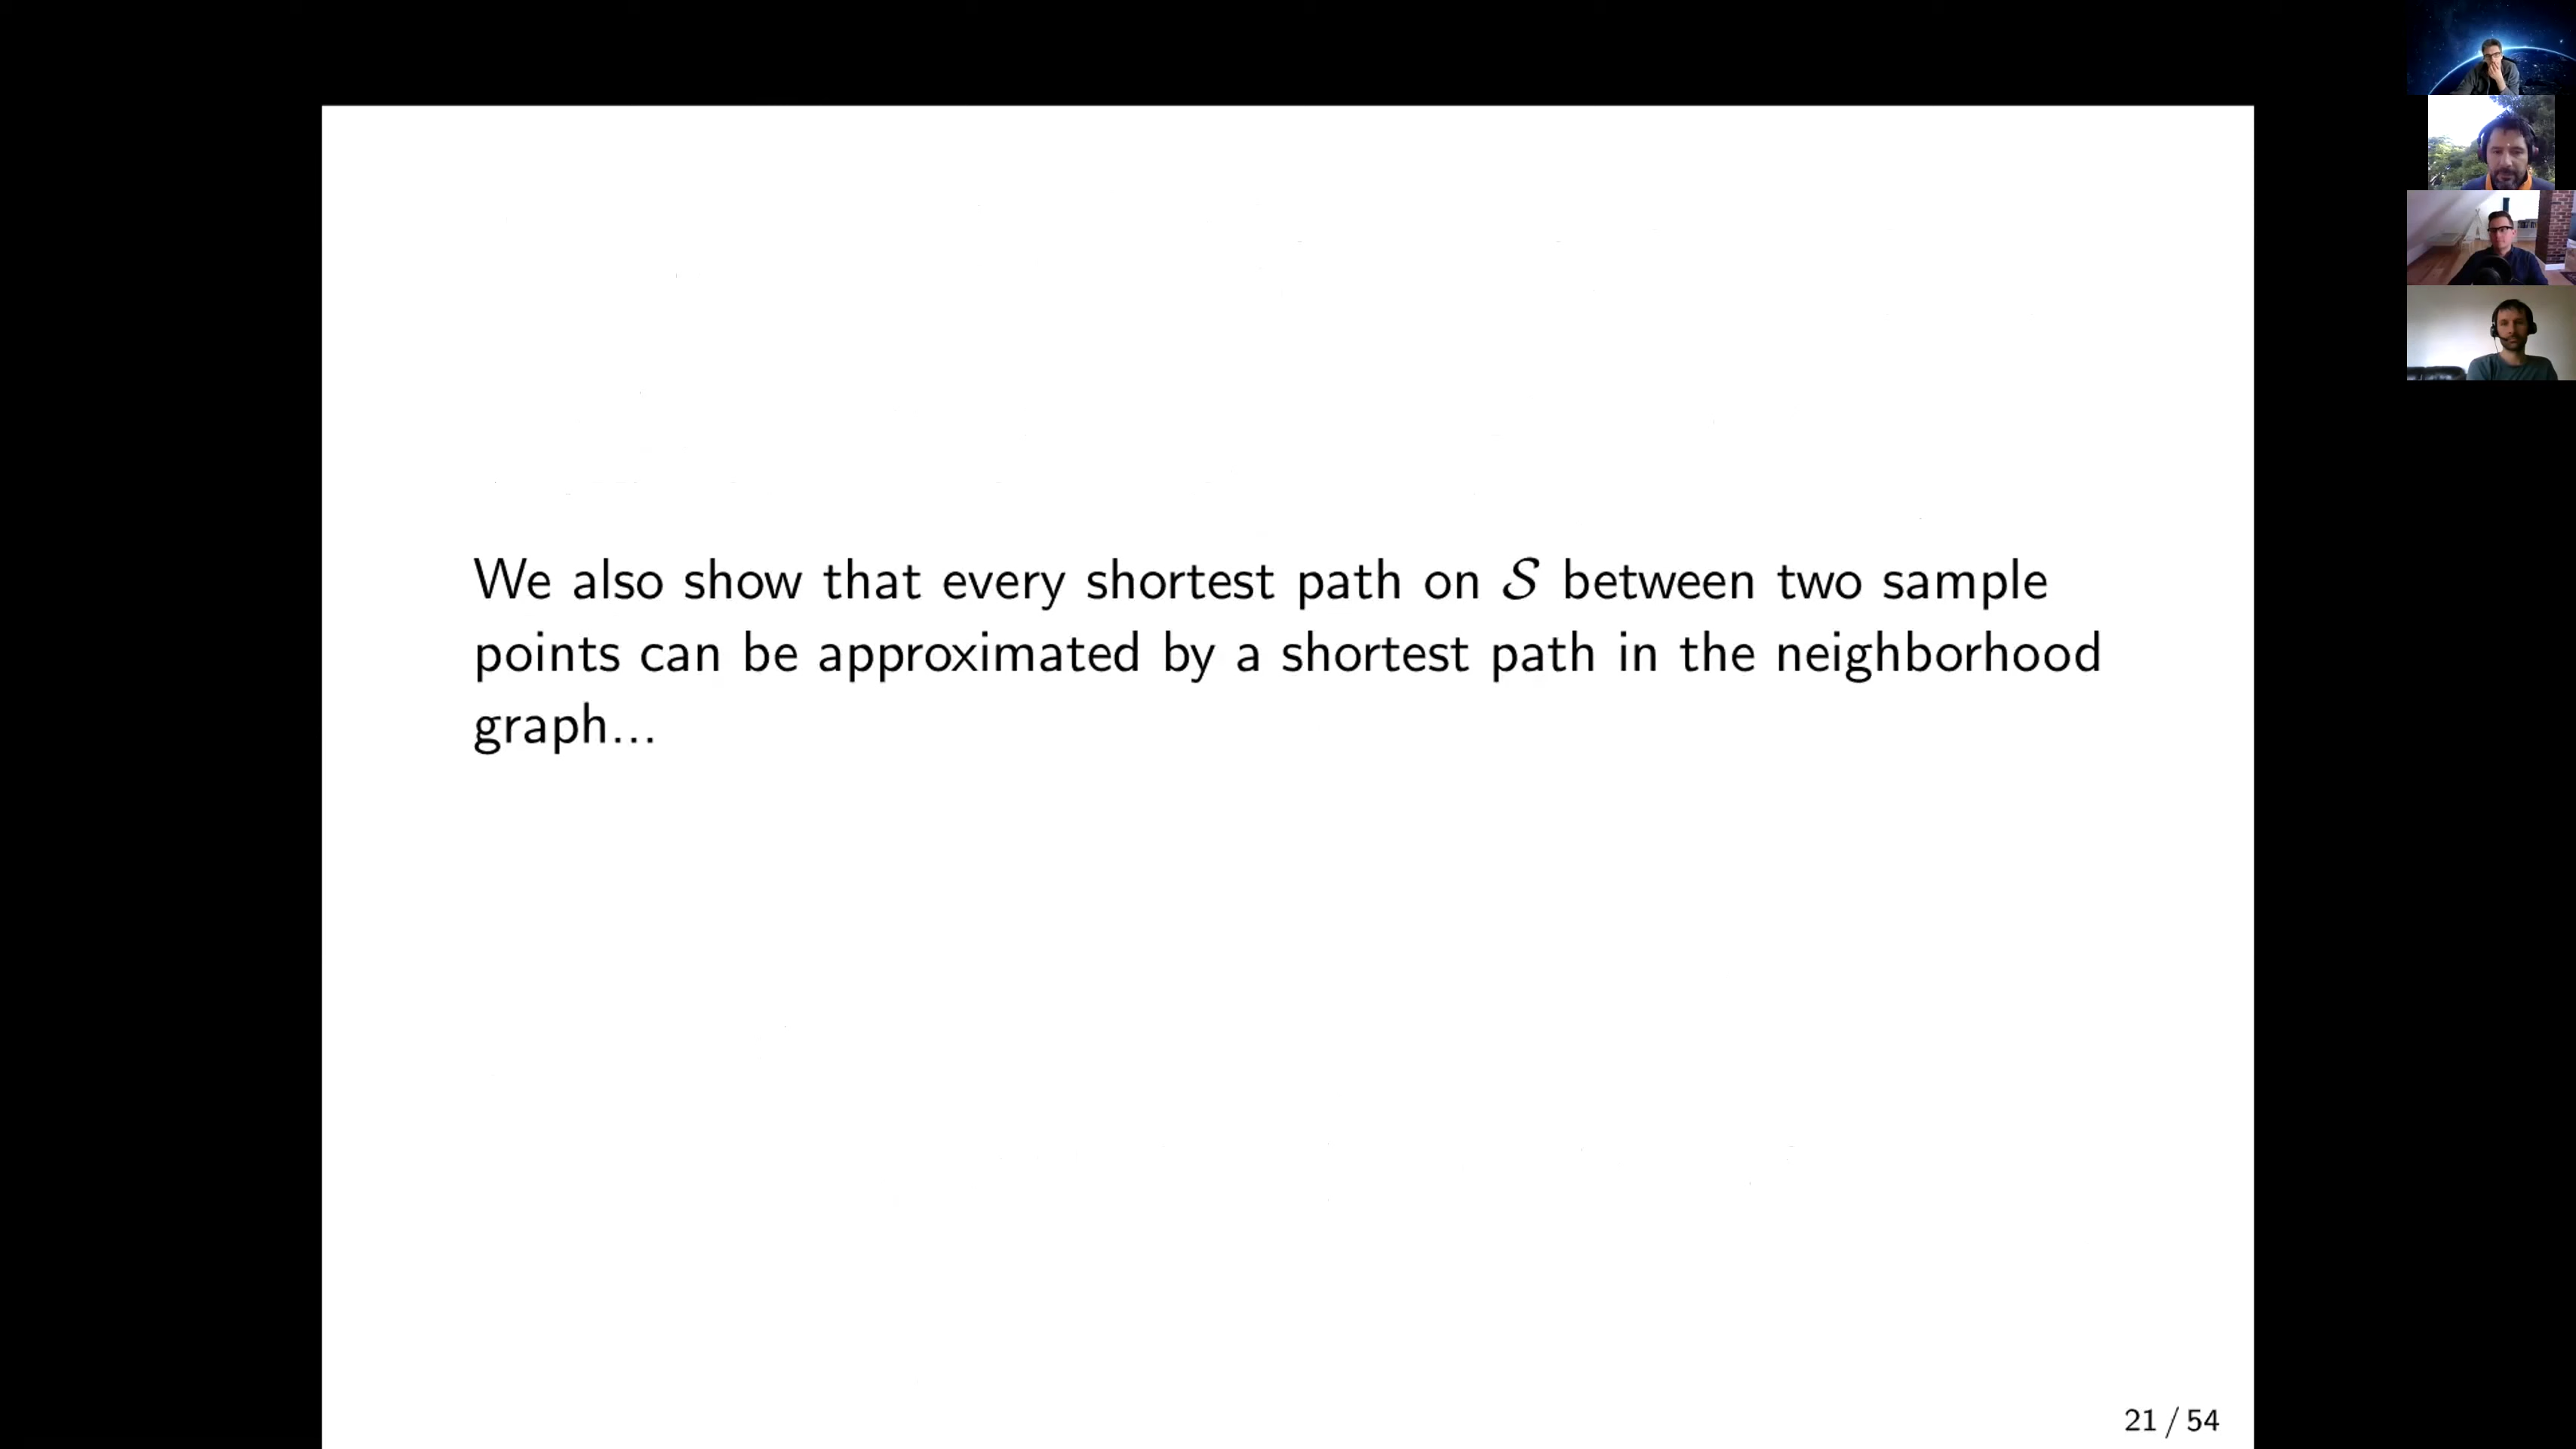 We also show that every shortest path on 𝒮 between two sample
points can be approximated by a shortest path in the neighborhood
graph...
21 / 54